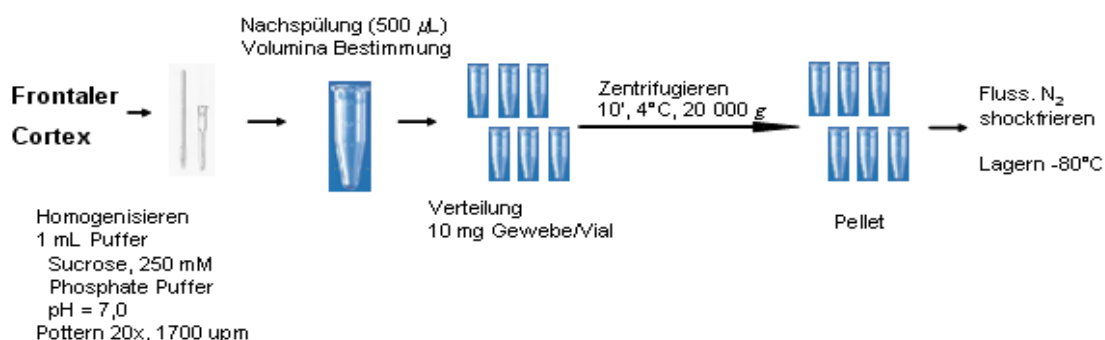 Frontaler
Cortex
Homogenisieren
1 mL Puffer
Sucrose, 250 mM
Phosphate Puffer
pH = 7,0
Pottern 20x, 1700 upm
Nachspülung (500 µL)
Volumina Bestimmung
Verteilung
10 mg Gewebe/Vial
Zentrifugieren
10', 4°C, 20 000 g
Pellet
Fluss. N₂
shockfrieren
Lagern -80°C